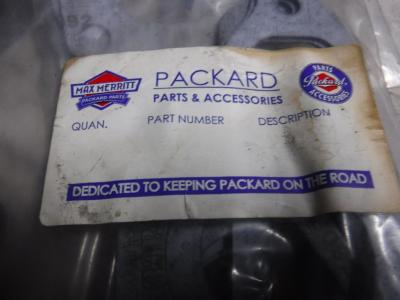 92
MAX MERRITT
PACKARD PARTS
PACKARD
PARTS & ACCESSORIES
PARTS
Packard
ACCESSORIES
QUAN. PART NUMBER DESCRIPTION
DEDICATED TO KEEPING PACKARD ON THE ROAD